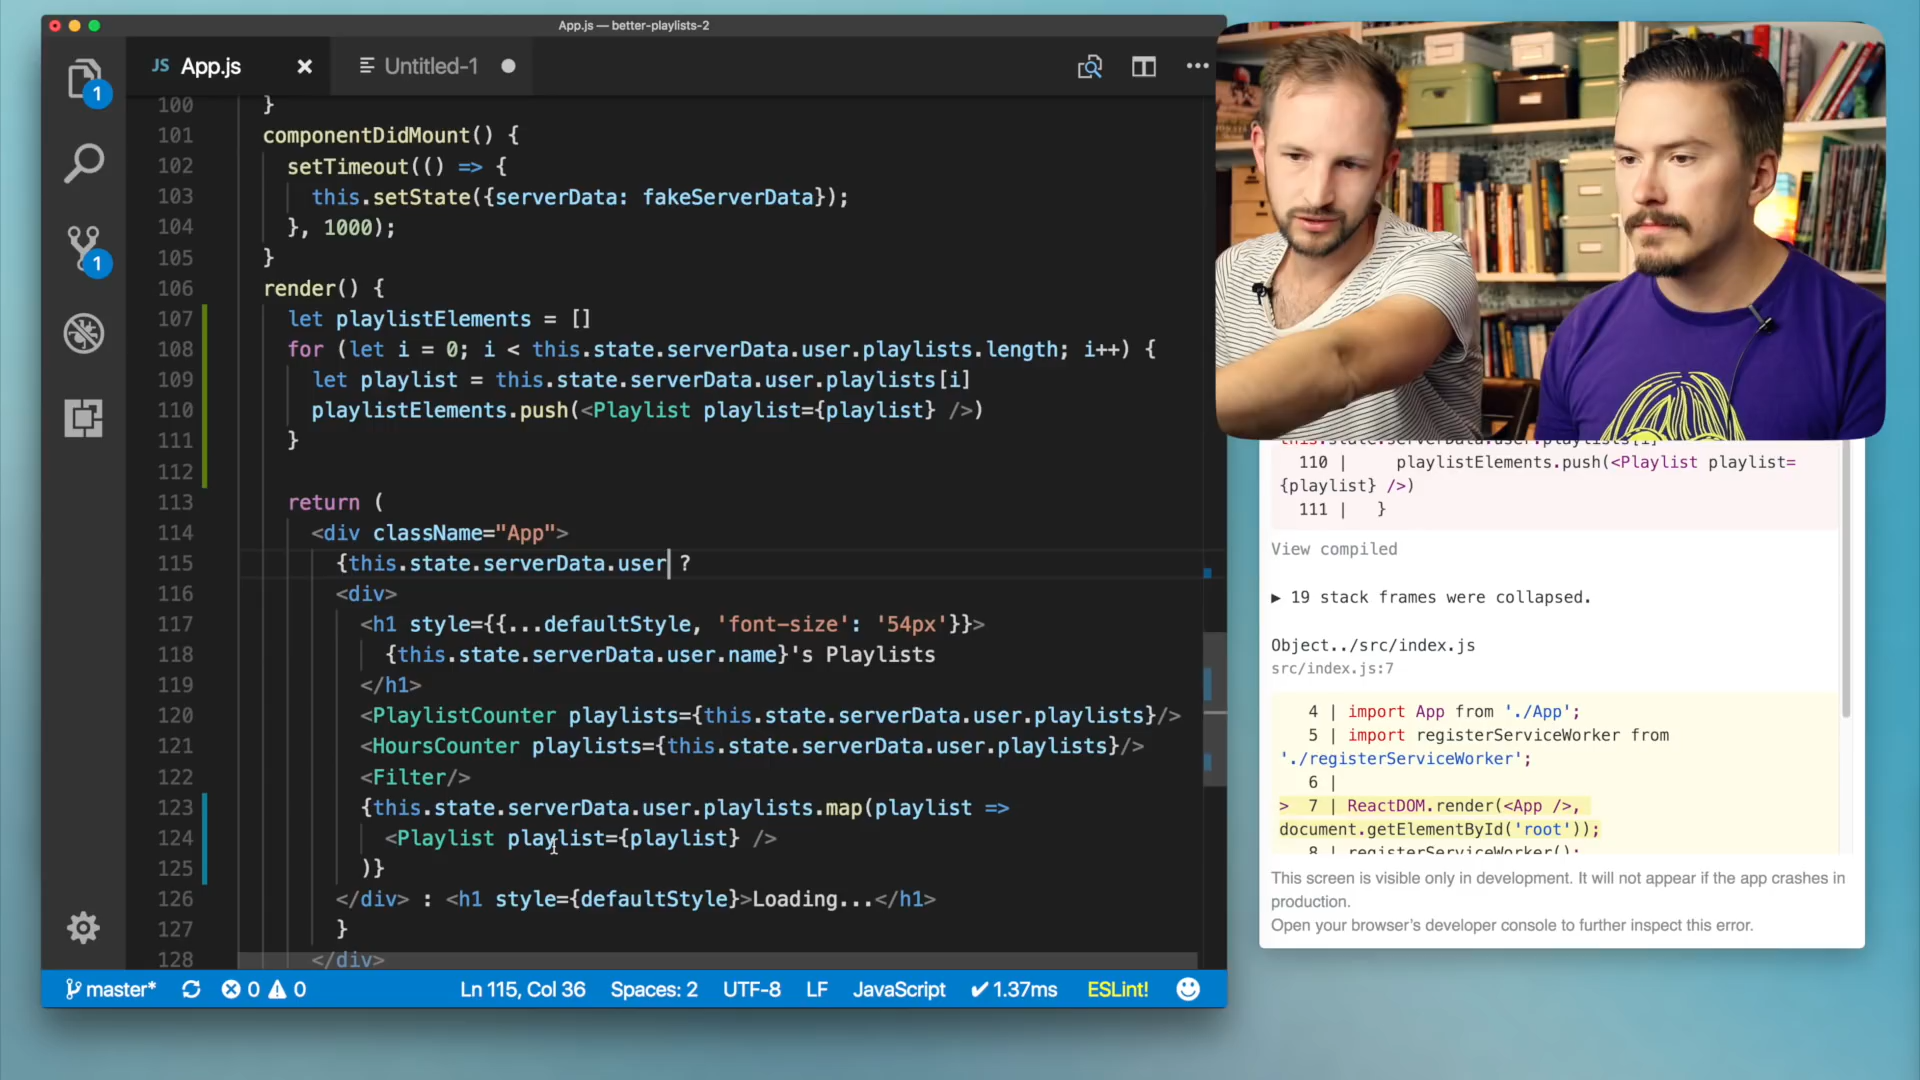 App.js — better-playlists-2
JS App.js
Untitled-1
1
1
100 }
101 componentDidMount() {
102 setTimeout(() => {
103 this.setState({serverData: fakeServerData});
104 }, 1000);
105 }
106 render() {
107 let playlistElements = []
108 for (let i = 0; i < this.state.serverData.user.playlists.length; i++) {
109 let playlist = this.state.serverData.user.playlists[i]
110 playlistElements.push(<Playlist playlist={playlist} />)
111 }
112
113 return (
114 <div className="App">
115 {this.state.serverData.user ?
116 <div>
117 <h1 style={{...defaultStyle, 'font-size': '54px'}}>
118 {this.state.serverData.user.name}'s Playlists
119 </h1>
120 <PlaylistCounter playlists={this.state.serverData.user.playlists}/>
121 <HoursCounter playlists={this.state.serverData.user.playlists}/>
122 <Filter/>
123 {this.state.serverData.user.playlists.map(playlist =>
124 <Playlist playlist={playlist} />
125 )}
126 </div> : <h1 style={defaultStyle}>Loading...</h1>
127 }
128 </div>
master* 0 0 Ln 115, Col 36 Spaces: 2 UTF-8 LF JavaScript ✔ 1.37ms ESLint!
this.state.serverData.user.playlists[i]
110 | playlistElements.push(<Playlist playlist=
{playlist} />)
111 | }
View compiled
▶ 19 stack frames were collapsed.
Object../src/index.js
src/index.js:7
4 | import App from './App';
5 | import registerServiceWorker from
'./registerServiceWorker';
6 |
> 7 | ReactDOM.render(<App />,
document.getElementById('root'));
8 | registerServiceWorker();
This screen is visible only in development. It will not appear if the app crashes in
production.
Open your browser's developer console to further inspect this error.